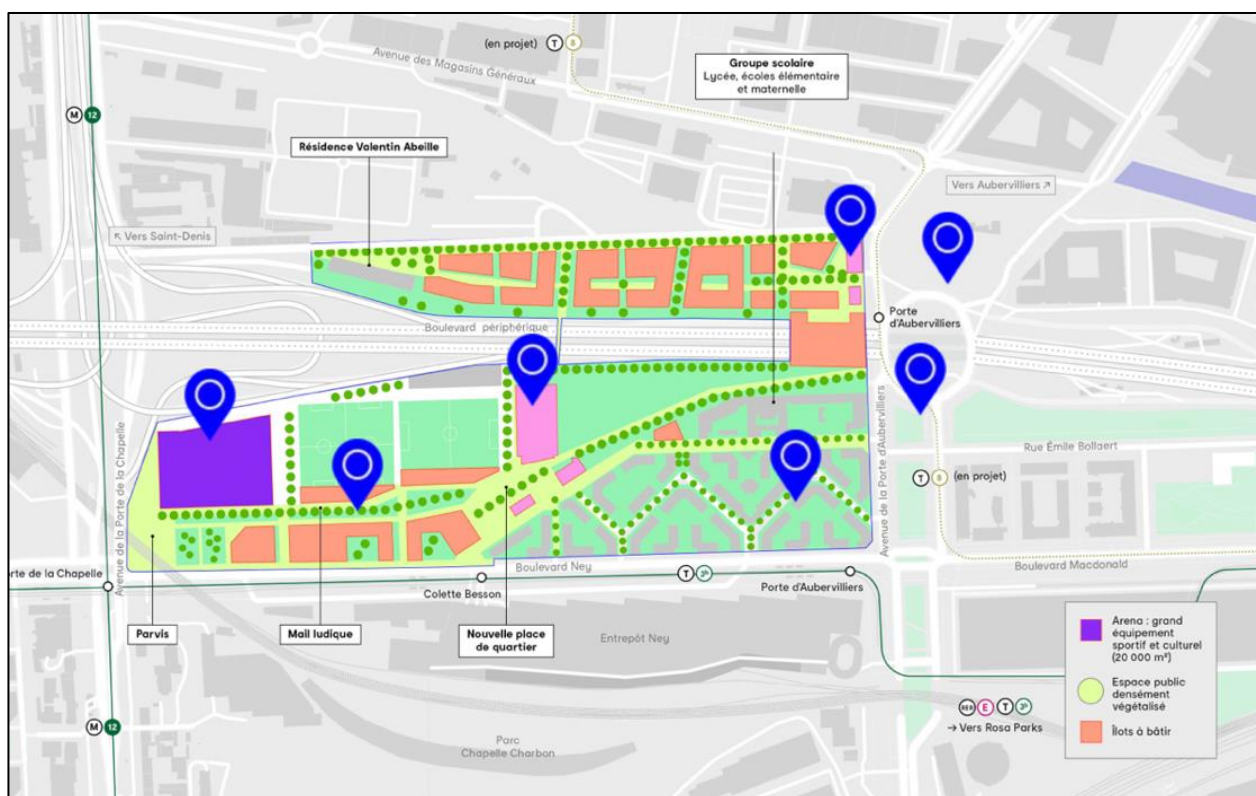 (en projet) T 8
Avenue des Magasins Généraux
Groupe scolaire
Lycée, écoles élémentaire
et maternelle
M 12
Résidence Valentin Abeille
Vers Aubervilliers ↗
↖ Vers Saint-Denis
Boulevard périphérique
Porte
d'Aubervilliers
Avenue de la Porte de la Chapelle
Avenue de la Porte d'Aubervilliers
Rue Émile Bollaert
T 8 (en projet)
Boulevard Ney
Boulevard Macdonald
orte de la Chapelle
Colette Besson
T 3b
Porte d'Aubervilliers
Parvis
Mail ludique
Nouvelle place
de quartier
Entrepôt Ney
Arena : grand
équipement
sportif et culturel
(20 000 m²)
Espace public
densément
végétalisé
Îlots à bâtir
M 12
Parc
Chapelle Charbon
RER E T 3b
→ Vers Rosa Parks